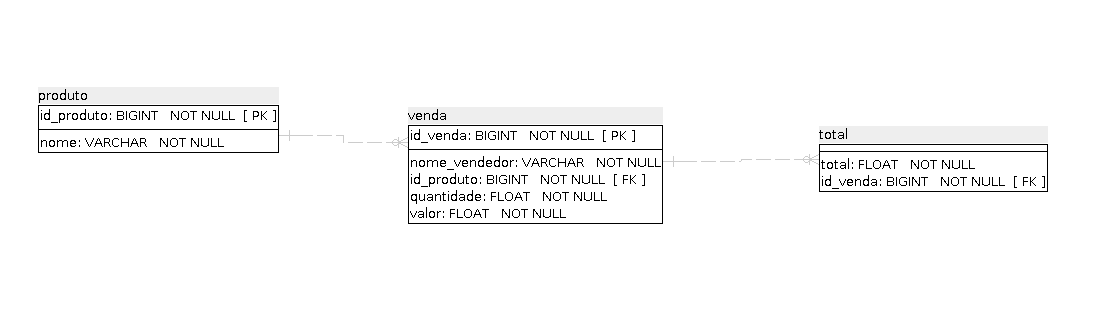 produto
id_produto: BIGINT NOT NULL [ PK ]
nome: VARCHAR NOT NULL
venda
id_venda: BIGINT NOT NULL [ PK ]
nome_vendedor: VARCHAR NOT NULL
id_produto: BIGINT NOT NULL [ FK ]
quantidade: FLOAT NOT NULL
valor: FLOAT NOT NULL
total
total: FLOAT NOT NULL
id_venda: BIGINT NOT NULL [ FK ]